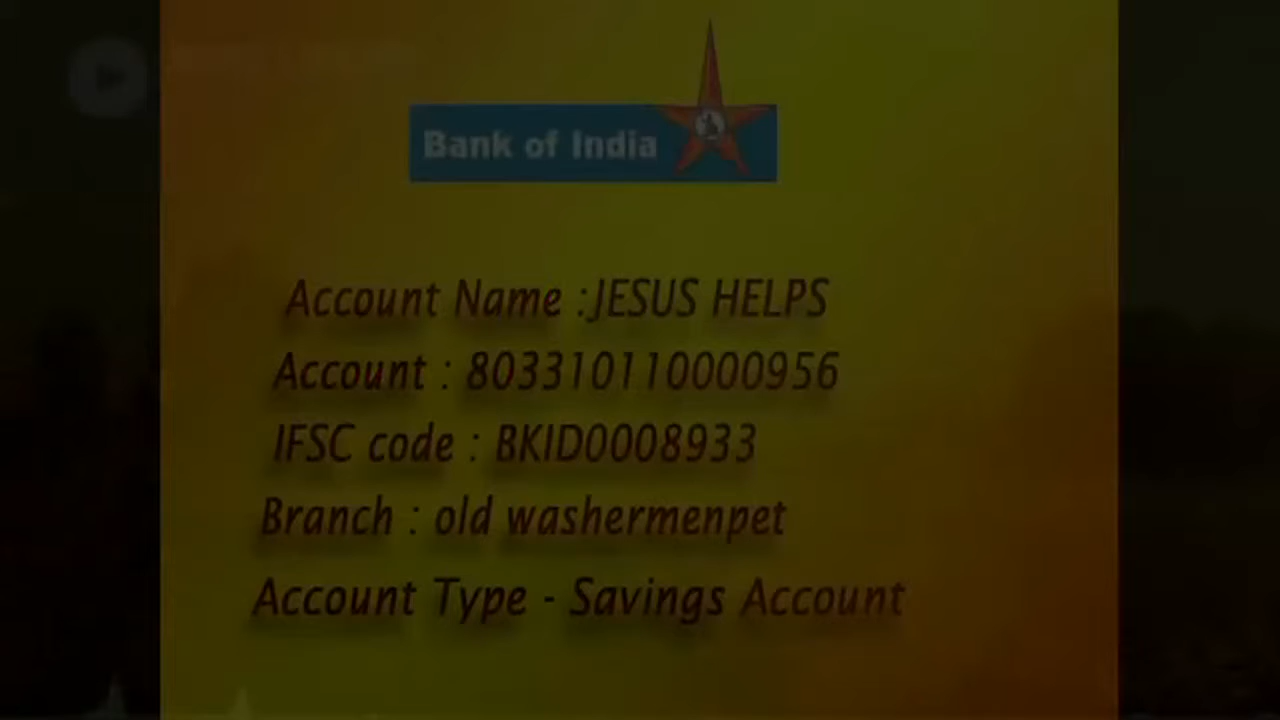 Bank of India
Account Name :JESUS HELPS
Account : 803310110000956
IFSC code : BKID0008933
Branch : old washermenpet
Account Type - Savings Account